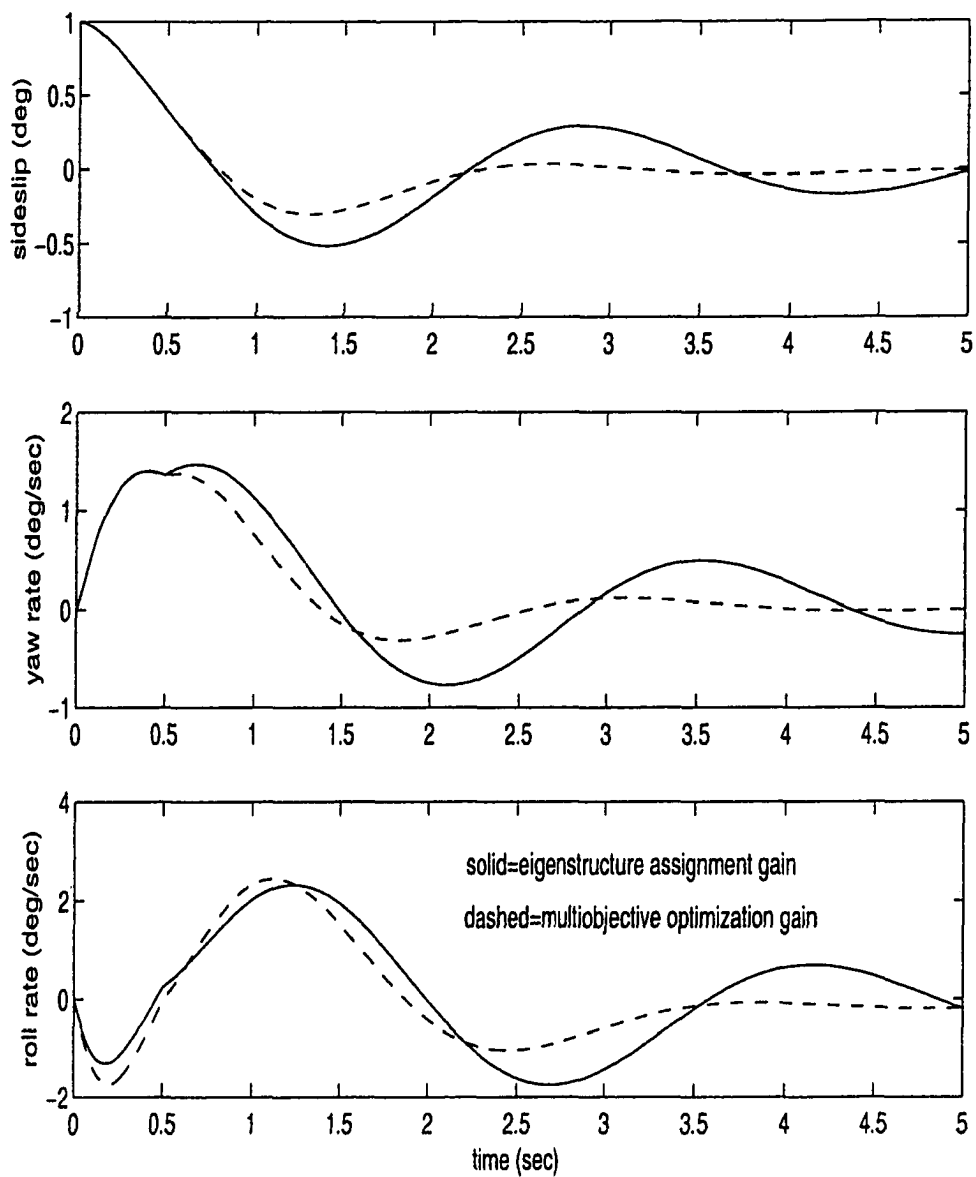 sideslip (deg)
1
0.5
0
−0.5
−1
0 0.5 1 1.5 2 2.5 3 3.5 4 4.5 5
yaw rate (deg/sec)
2
1
0
−1
0 0.5 1 1.5 2 2.5 3 3.5 4 4.5 5
roll rate (deg/sec)
4
2
0
−2
solid=eigenstructure assignment gain
dashed=multiobjective optimization gain
0 0.5 1 1.5 2 2.5 3 3.5 4 4.5 5
time (sec)